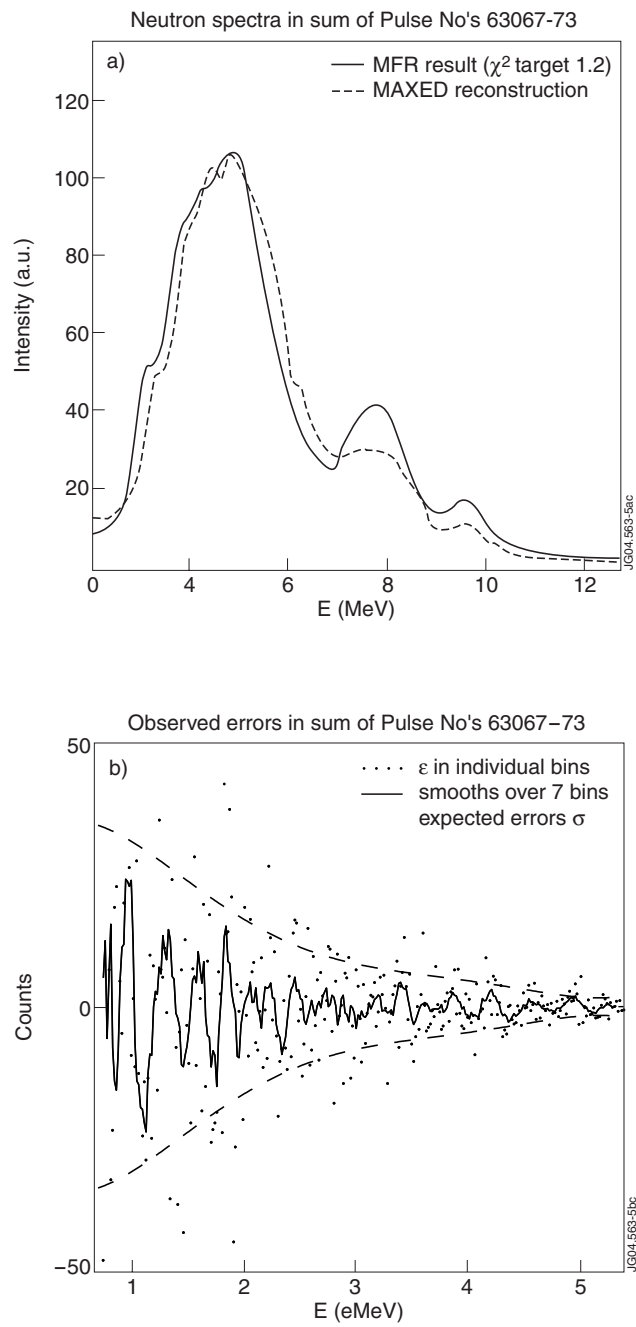 Neutron spectra in sum of Pulse No's 63067-73
a)
MFR result (χ² target 1.2)
MAXED reconstruction
120
100
80
60
40
20
Intensity (a.u.)
0
4
6
8
10
12
E (MeV)
JG04.563-5ac
Observed errors in sum of Pulse No's 63067–73
b)
ε in individual bins
smooths over 7 bins
expected errors σ
50
0
–50
Counts
1
2
3
4
5
E (eMeV)
JG04.563-5bc